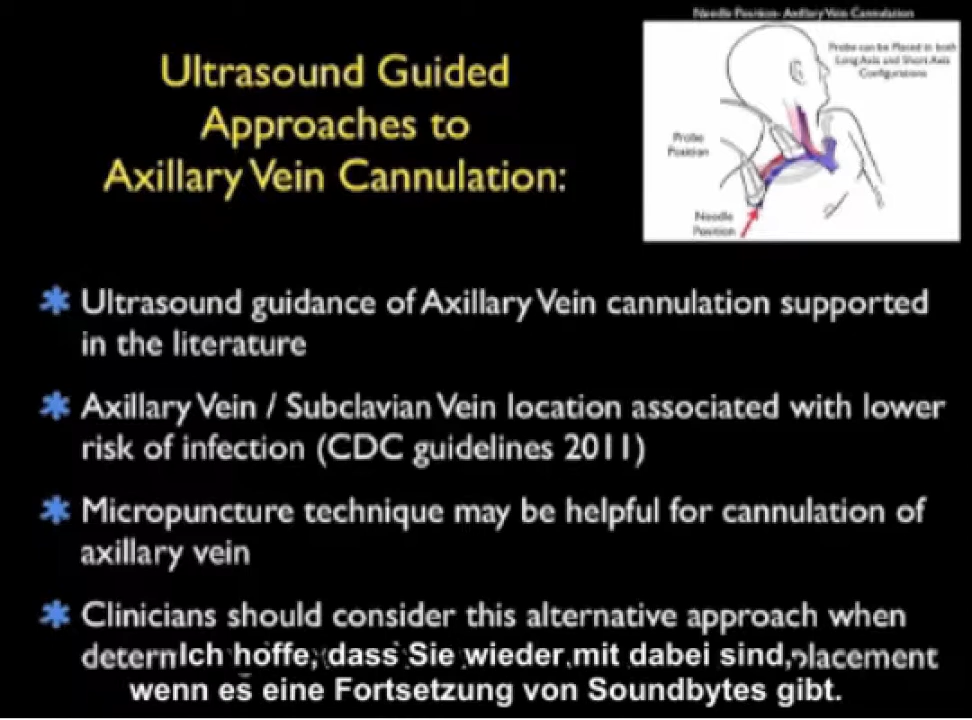 Needle Position- Axillary Vein Cannulation
Ultrasound Guided
Approaches to
Axillary Vein Cannulation:
Probe can be Placed in both
Long Axis and Short Axis
Configurations
Probe
Position
Needle
Position
Ultrasound guidance of Axillary Vein cannulation supported
in the literature
Axillary Vein / Subclavian Vein location associated with lower
risk of infection (CDC guidelines 2011)
Micropuncture technique may be helpful for cannulation of
axillary vein
Clinicians should consider this alternative approach when
placement
Ich hoffe, dass Sie wieder mit dabei sind,
wenn es eine Fortsetzung von Soundbytes gibt.